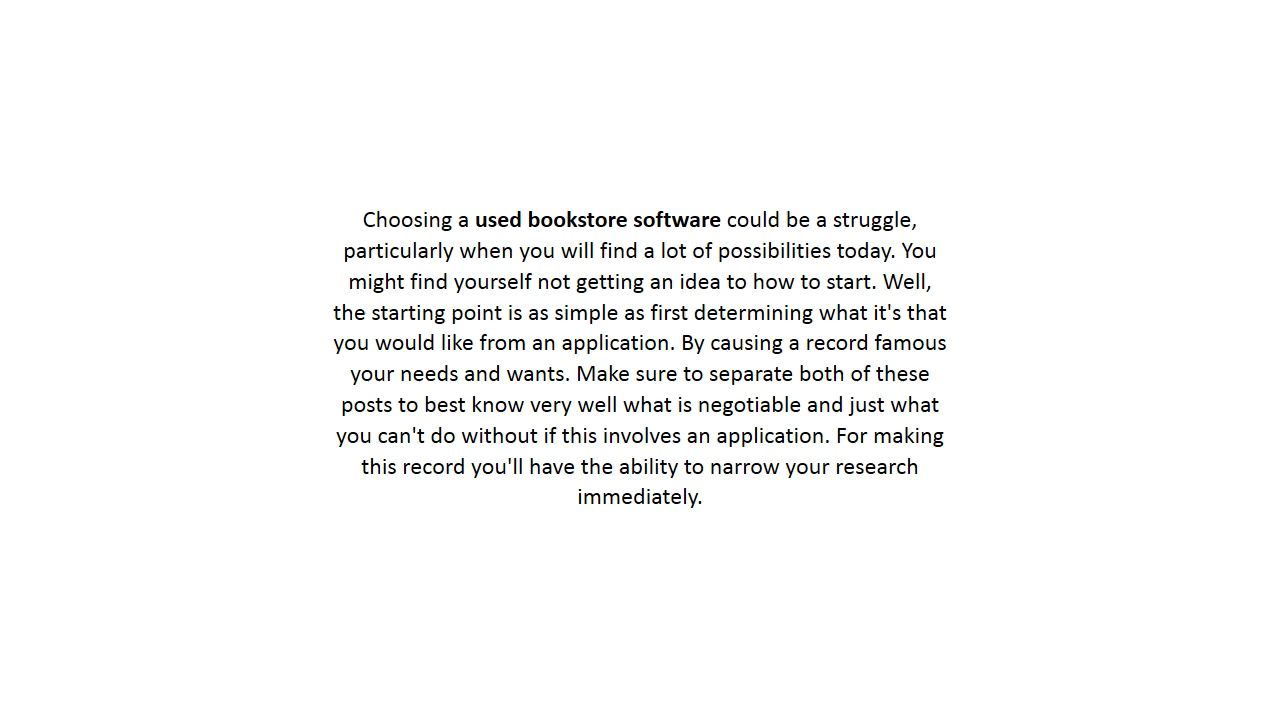 Choosing a used bookstore software could be a struggle,
particularly when you will find a lot of possibilities today. You
might find yourself not getting an idea to how to start. Well,
the starting point is as simple as first determining what it's that
you would like from an application. By causing a record famous
your needs and wants. Make sure to separate both of these
posts to best know very well what is negotiable and just what
you can't do without if this involves an application. For making
this record you'll have the ability to narrow your research
immediately.